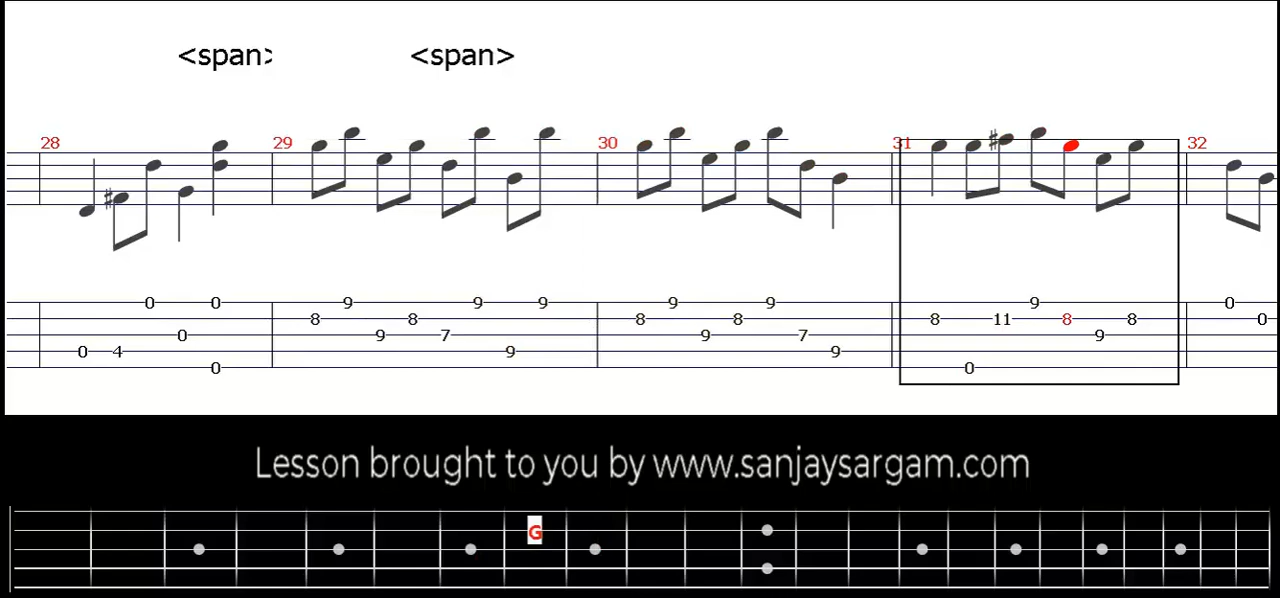 <span> <span>
28 29 30 31 32
0 0 9 9 9 9 9 9 0
8 8 8 8 8 11 8 8 0
0 9 7 9 7 9
0 4 9 9
0 0
Lesson brought to you by www.sanjaysargam.com
G